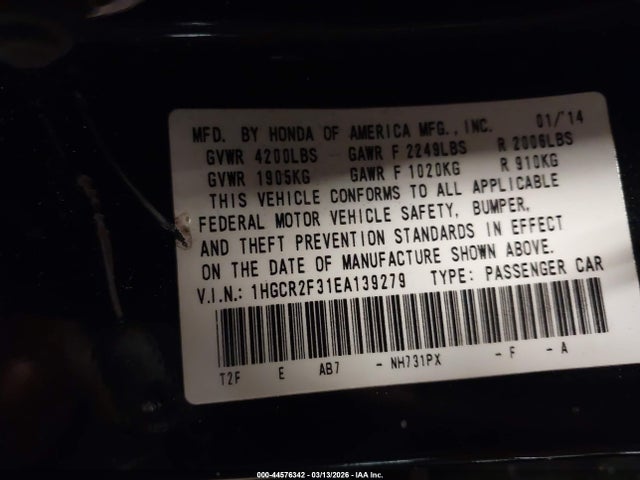 MFD. BY HONDA OF AMERICA MFG., INC. 01/'14
GVWR 4200LBS GAWR F 2249LBS R 2006LBS
GVWR 1905KG GAWR F 1020KG R 910KG
THIS VEHICLE CONFORMS TO ALL APPLICABLE
FEDERAL MOTOR VEHICLE SAFETY, BUMPER,
AND THEFT PREVENTION STANDARDS IN EFFECT
ON THE DATE OF MANUFACTURE SHOWN ABOVE.
V.I.N.: 1HGCR2F31EA139279 TYPE: PASSENGER CAR
T2F E AB7 - NH731PX - F - A
000-44576342 - 03/13/2026 - IAA Inc.